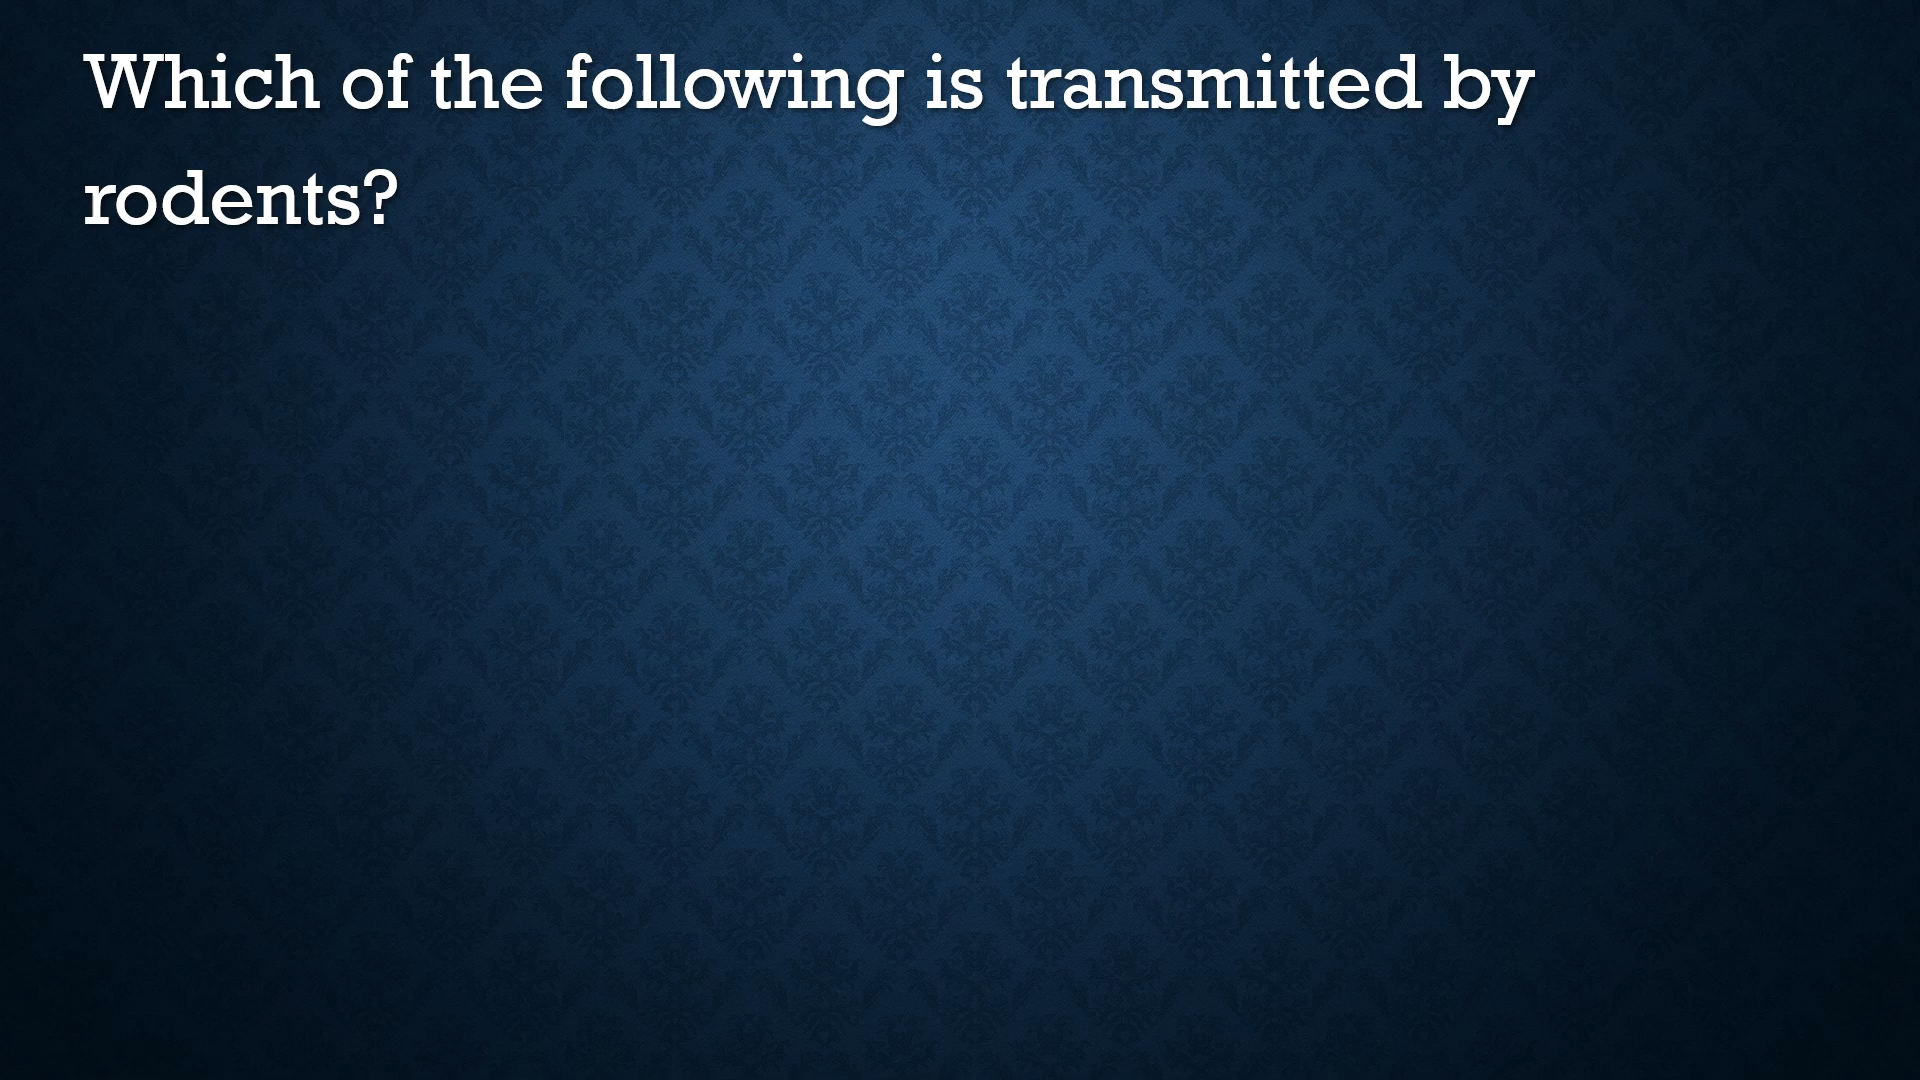 Which of the following is transmitted by
rodents?